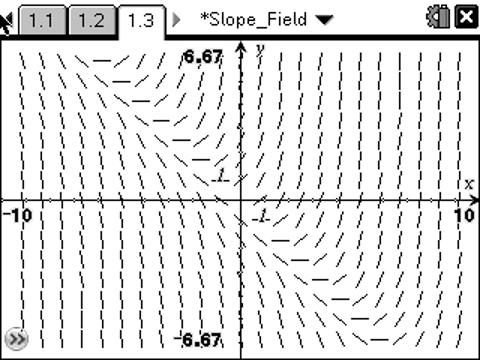 1.1 1.2 1.3 *Slope_Field
6.67 y
.1.
x
-10 .1. 10
-6.67